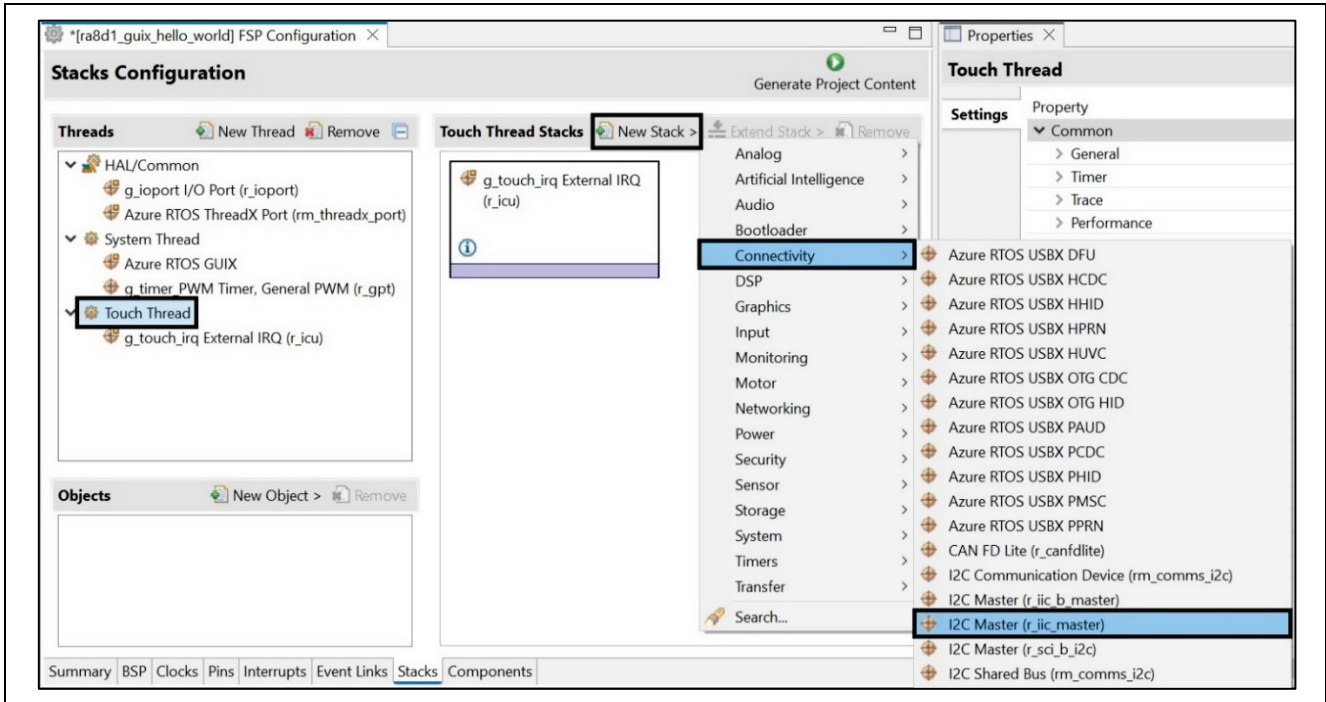 *[ra8d1_guix_hello_world] FSP Configuration
Stacks Configuration
Generate Project Content
Threads New Thread Remove
HAL/Common
g_ioport I/O Port (r_ioport)
Azure RTOS ThreadX Port (rm_threadx_port)
System Thread
Azure RTOS GUIX
g_timer_PWM Timer, General PWM (r_gpt)
Touch Thread
g_touch_irq External IRQ (r_icu)
Objects New Object > Remove
Touch Thread Stacks New Stack > Extend Stack > Remove
g_touch_irq External IRQ
(r_icu)
Analog >
Artificial Intelligence >
Audio >
Bootloader >
Connectivity >
DSP >
Graphics >
Input >
Monitoring >
Motor >
Networking >
Power >
Security >
Sensor >
Storage >
System >
Timers >
Transfer >
Search...
Azure RTOS USBX DFU
Azure RTOS USBX HCDC
Azure RTOS USBX HHID
Azure RTOS USBX HPRN
Azure RTOS USBX HUVC
Azure RTOS USBX OTG CDC
Azure RTOS USBX OTG HID
Azure RTOS USBX PAUD
Azure RTOS USBX PCDC
Azure RTOS USBX PHID
Azure RTOS USBX PMSC
Azure RTOS USBX PPRN
CAN FD Lite (r_canfdlite)
I2C Communication Device (rm_comms_i2c)
I2C Master (r_iic_b_master)
I2C Master (r_iic_master)
I2C Master (r_sci_b_i2c)
I2C Shared Bus (rm_comms_i2c)
Properties
Touch Thread
Settings
Property
Common
General
Timer
Trace
Performance
Summary BSP Clocks Pins Interrupts Event Links Stacks Components